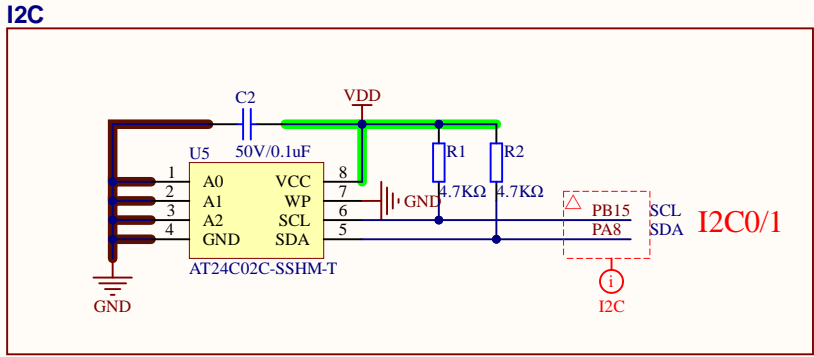 I2C
C2
VDD
50V/0.1uF
U5
1 A0 VCC 8
2 A1 WP 7
3 A2 SCL 6
4 GND SDA 5
AT24C02C-SSHM-T
GND
GND
R1
4.7KΩ
R2
4.7KΩ
PB15 SCL
PA8 SDA
I2C0/1
i
I2C